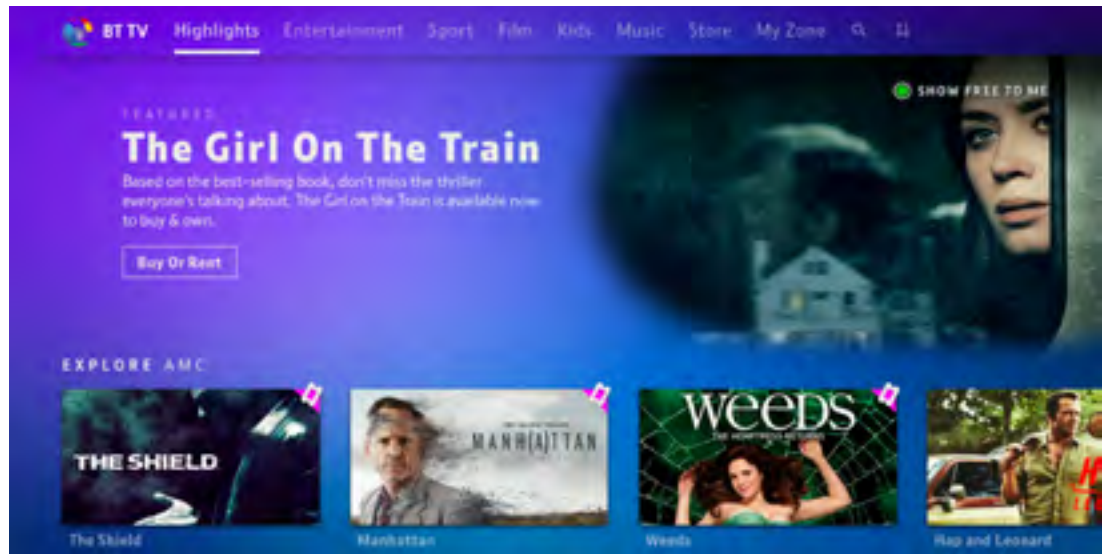 BT TV Highlights Entertainment Sport Film Kids Music Store My Zone
SHOW FREE TO ME
FEATURED
The Girl On The Train
Based on the best-selling book, don't miss the thriller
everyone's talking about. The Girl on the Train is available now
to buy & own.
Buy Or Rent
EXPLORE AMC
THE SHIELD
MANH(A)TTAN
WEEDS
The Shield
Manhattan
Weeds
Hap and Leonard